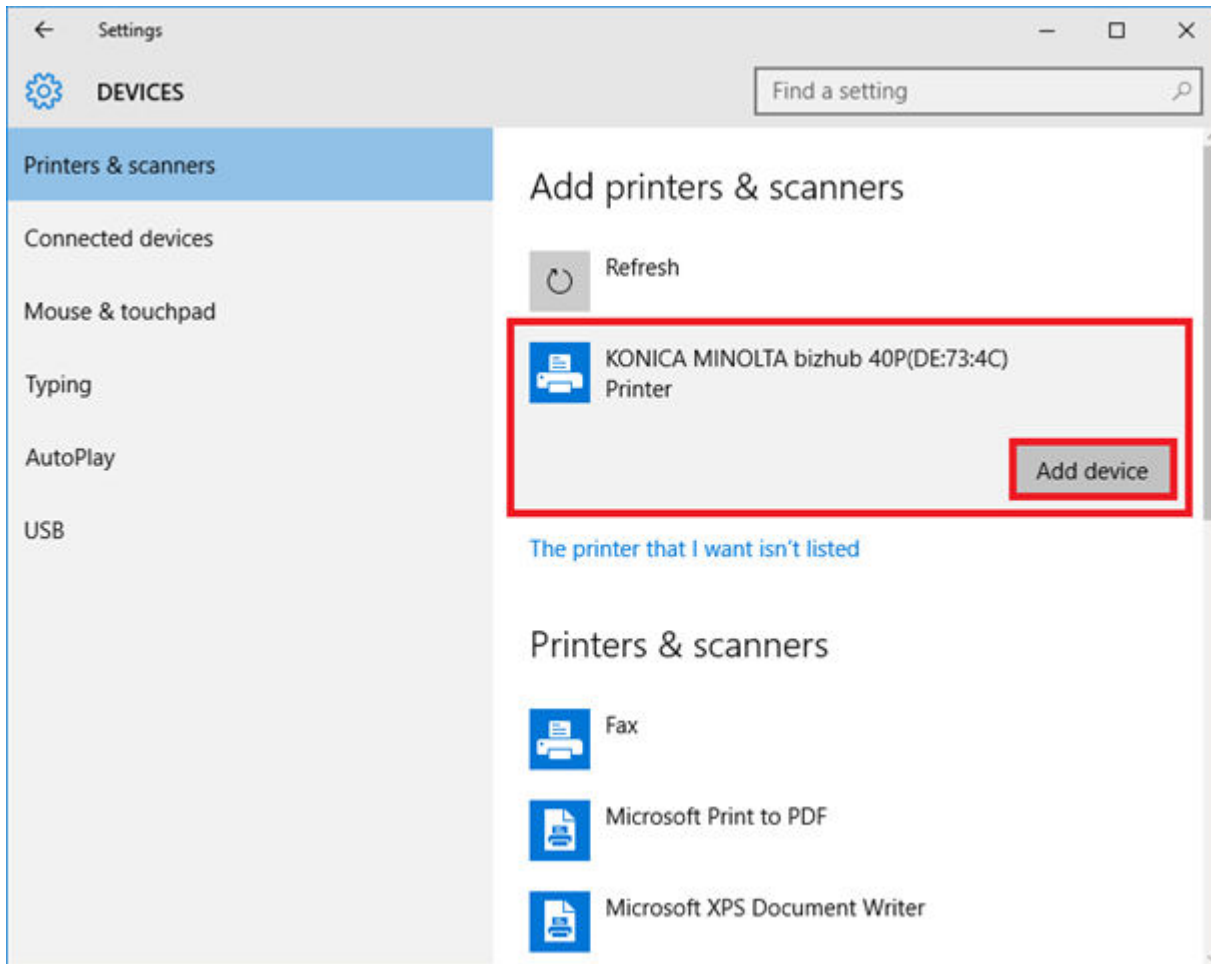 Settings
DEVICES
Find a setting
Printers & scanners
Connected devices
Mouse & touchpad
Typing
AutoPlay
USB
Add printers & scanners
Refresh
KONICA MINOLTA bizhub 40P(DE:73:4C)
Printer
Add device
The printer that I want isn't listed
Printers & scanners
Fax
Microsoft Print to PDF
Microsoft XPS Document Writer